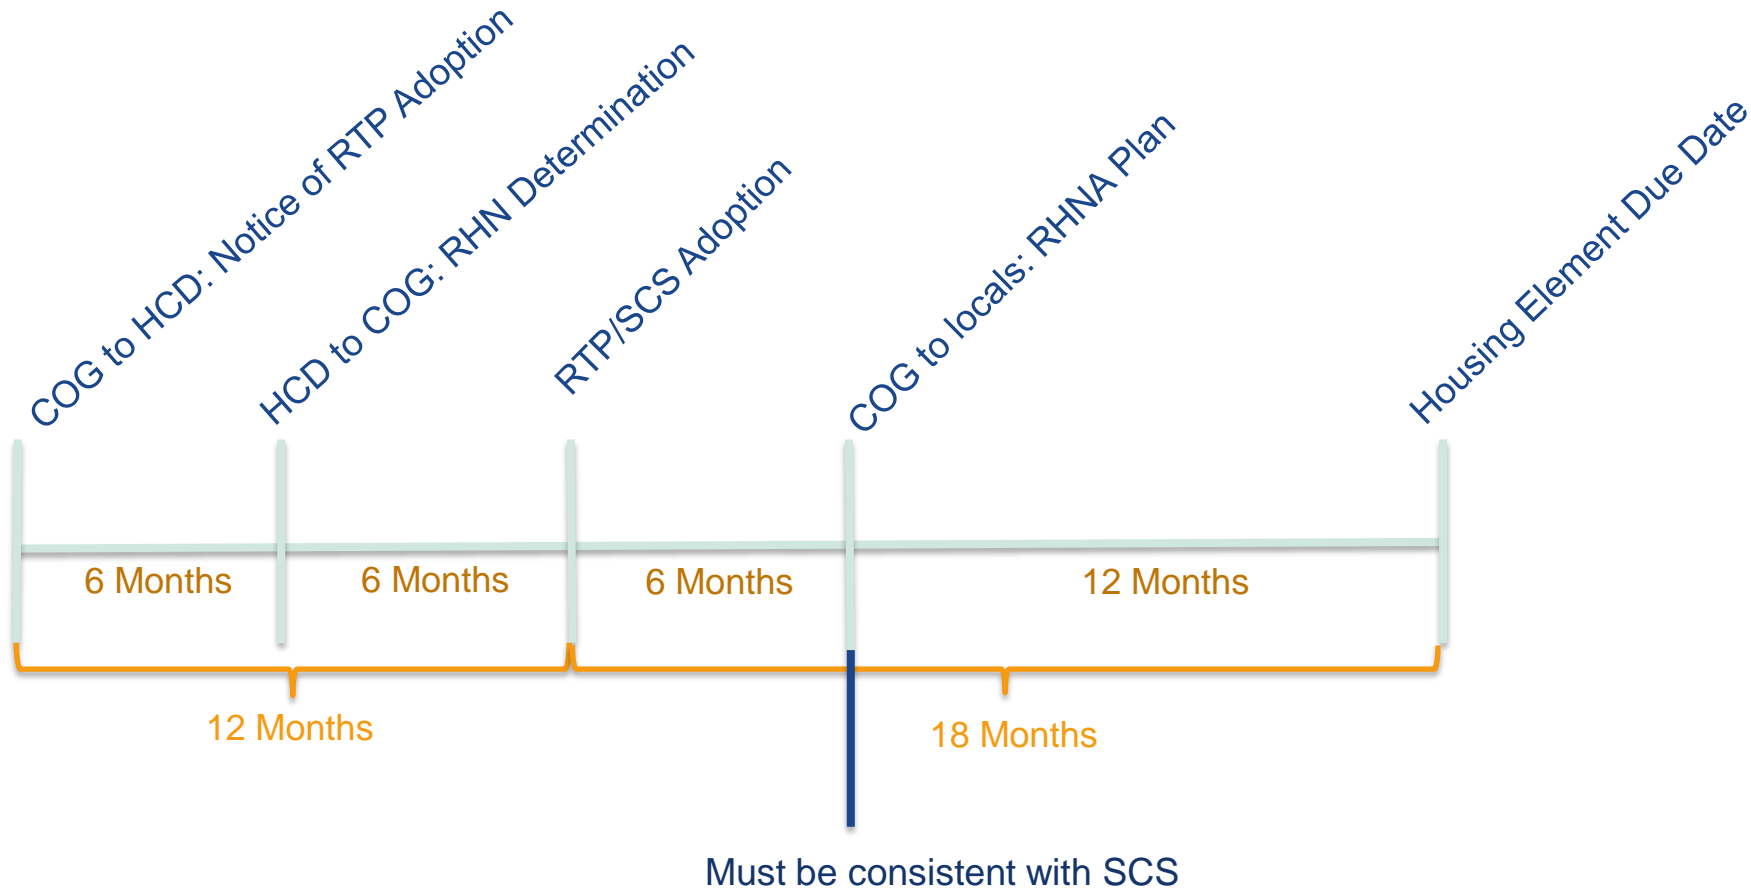 COG to HCD: Notice of RTP Adoption
HCD to COG: RHN Determination
RTP/SCS Adoption
COG to locals: RHNA Plan
Housing Element Due Date
6 Months
6 Months
6 Months
12 Months
12 Months
18 Months
Must be consistent with SCS